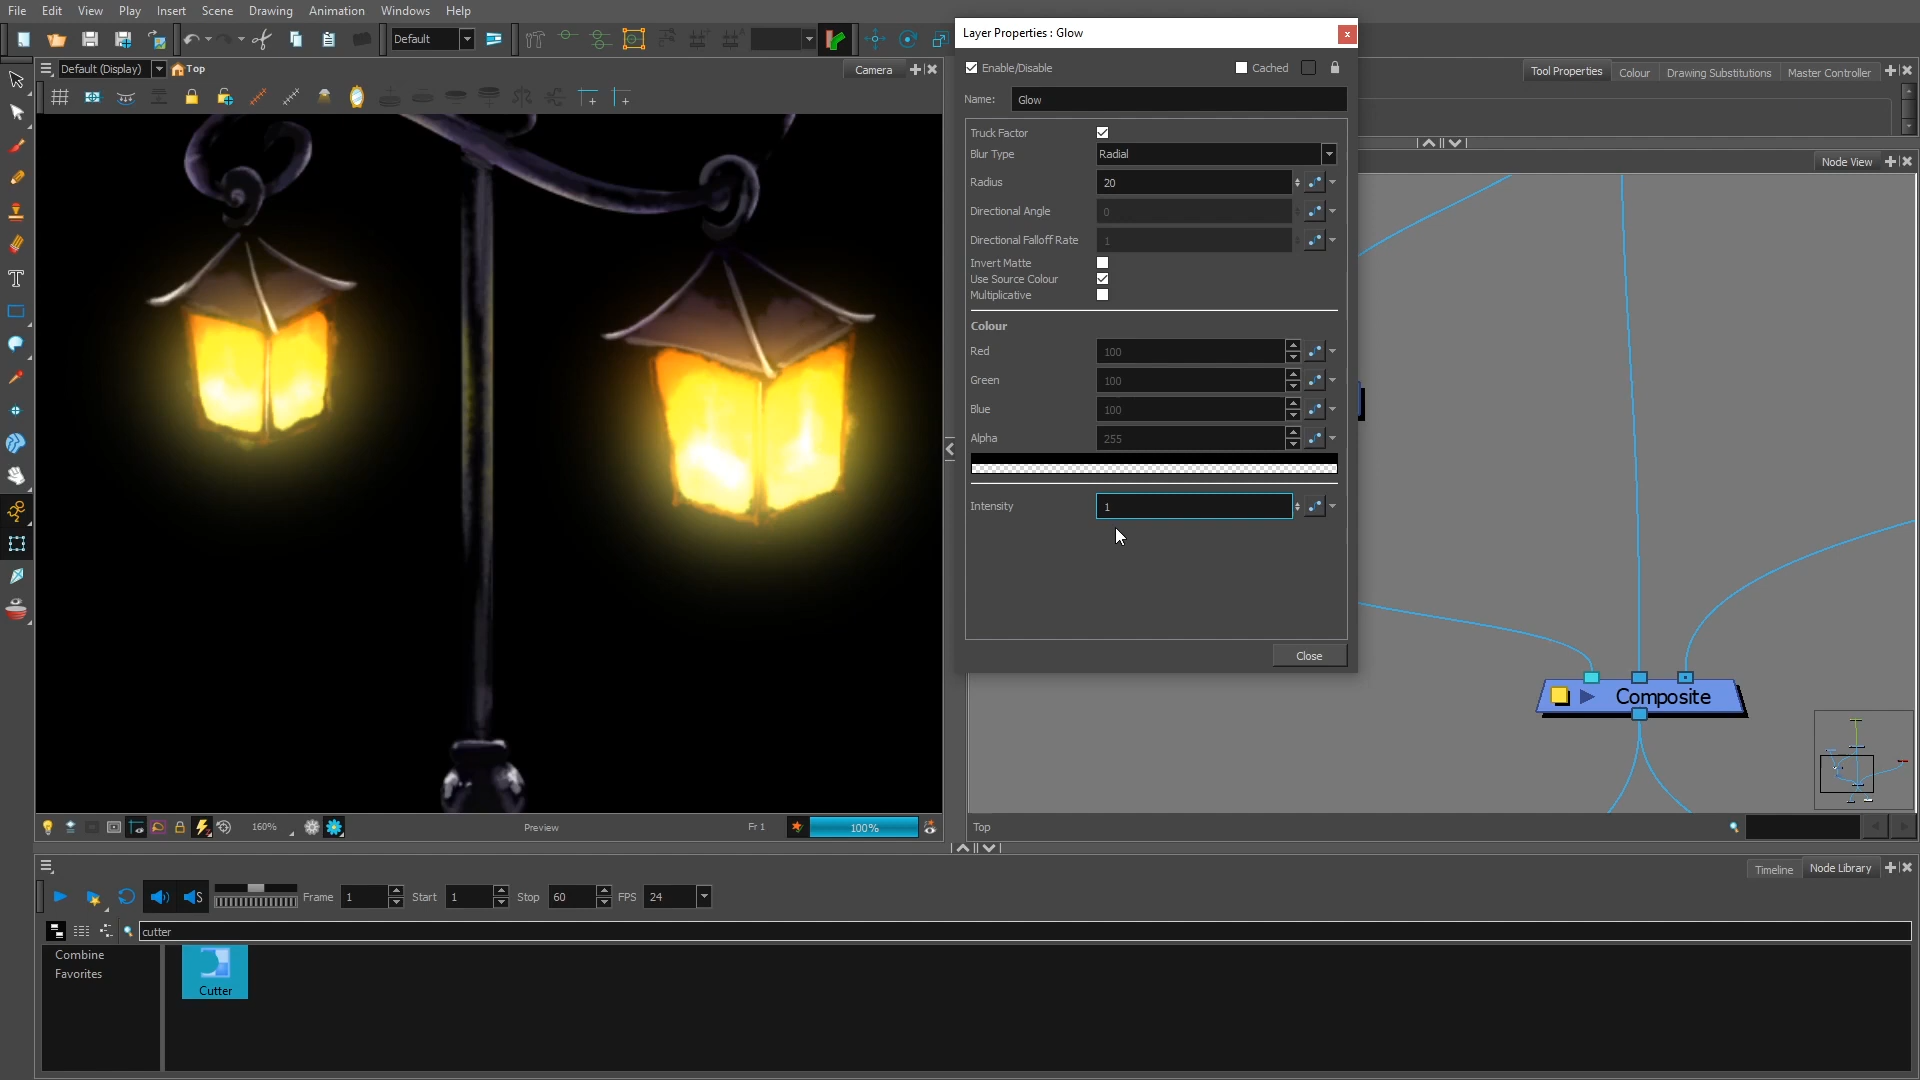 File Edit View Play Insert Scene Drawing Animation Windows Help
Default
Default (Display) Top
Camera
Layer Properties : Glow
Enable/Disable
Cached
Name: Glow
Truck Factor
Blur Type Radial
Radius 20
Directional Angle 0
Directional Falloff Rate 1
Invert Matte
Use Source Colour
Multiplicative
Colour
Red 100
Green 100
Blue 100
Alpha 255
Intensity 1
Close
Tool Properties Colour Drawing Substitutions Master Controller
Node View
Composite
160% Preview Fr 1 100%
Top
Timeline Node Library
Frame 1 Start 1 Stop 60 FPS 24
cutter
Combine
Favorites
Cutter